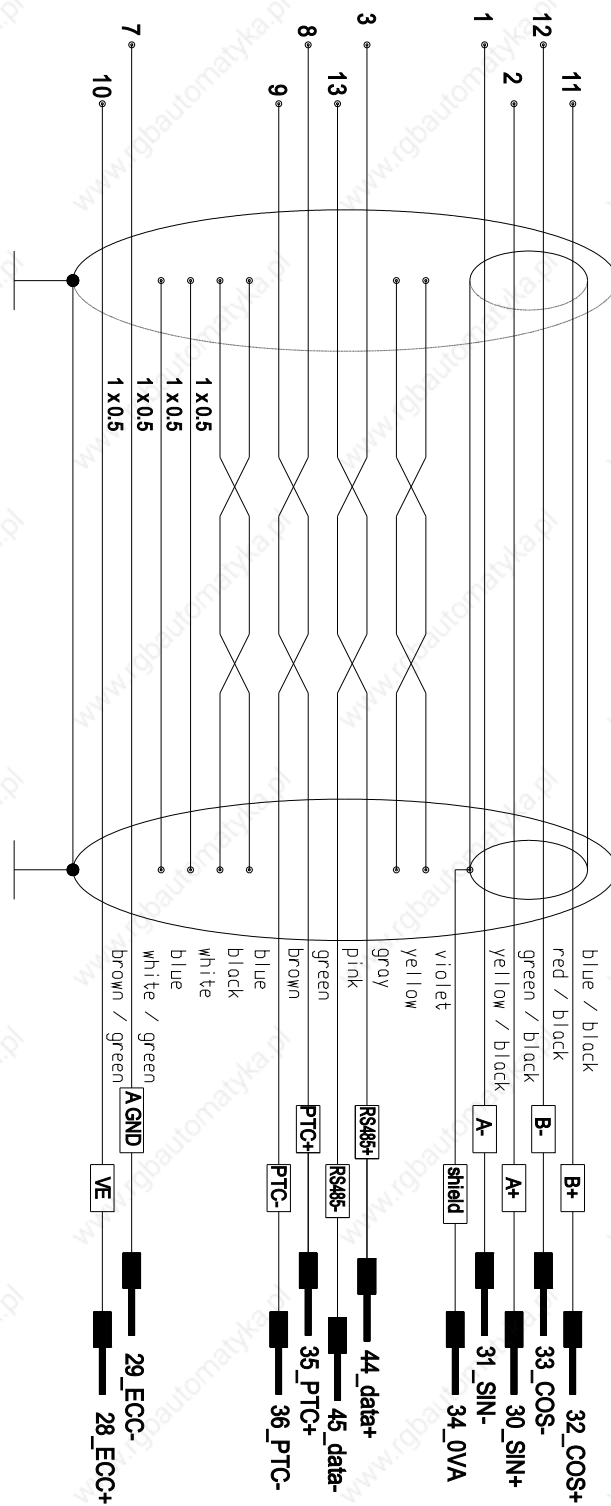 11
12
2
1
3
13
8
9
7
10
1 x 0.5
1 x 0.5
1 x 0.5
1 x 0.5
blue / black
red / black
green / black
yellow / black
violet
yellow
gray
pink
green
brown
blue
black
white
blue
white / green
brown / green
B+
B-
A+
A-
shield
RS485+
RS485-
PTC+
PTC-
A GND
VE
32_COS+
33_COS-
30_SIN+
31_SIN-
34_0VA
44_data+
45_data-
35_PTC+
36_PTC-
29_ECC-
28_ECC+
www.rgbautomatyka.pl